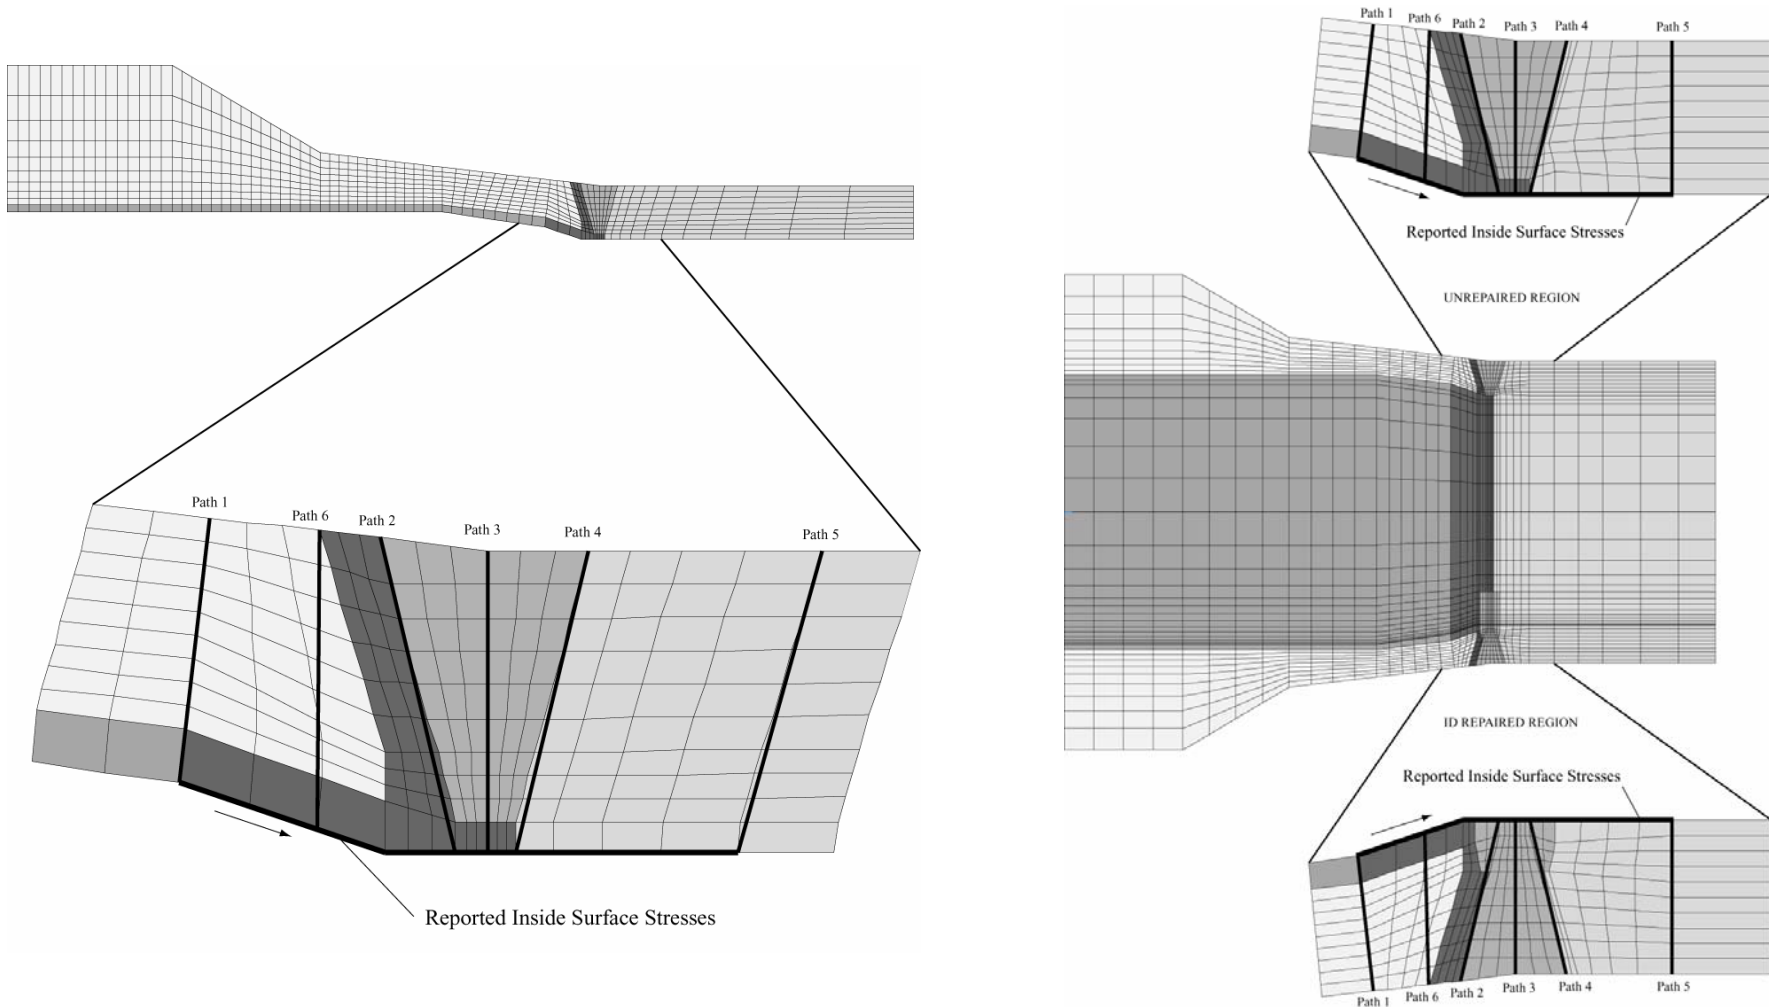 Path 1
Path 6
Path 2
Path 3
Path 4
Path 5
Reported Inside Surface Stresses
Path 1
Path 6
Path 2
Path 3
Path 4
Path 5
Reported Inside Surface Stresses
UNREPAIRED REGION
ID REPAIRED REGION
Reported Inside Surface Stresses
Path 1
Path 6
Path 2
Path 3
Path 4
Path 5